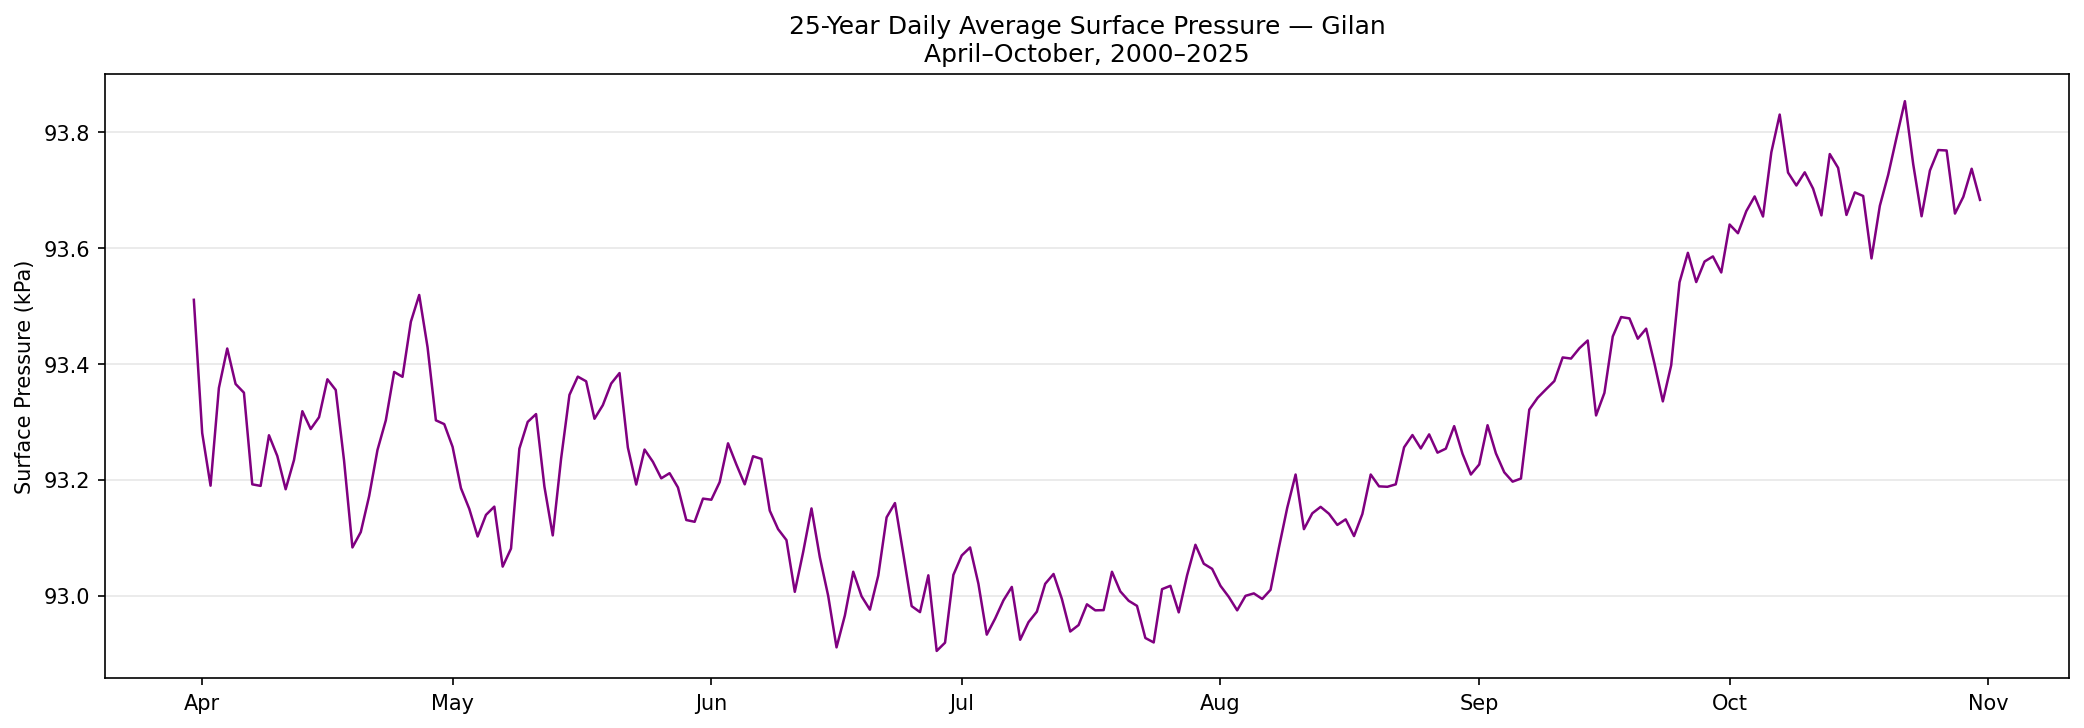 25-Year Daily Average Surface Pressure — Gilan
April–October, 2000–2025
Surface Pressure (kPa)
93.8
93.6
93.4
93.2
93.0
Apr
May
Jun
Jul
Aug
Sep
Oct
Nov